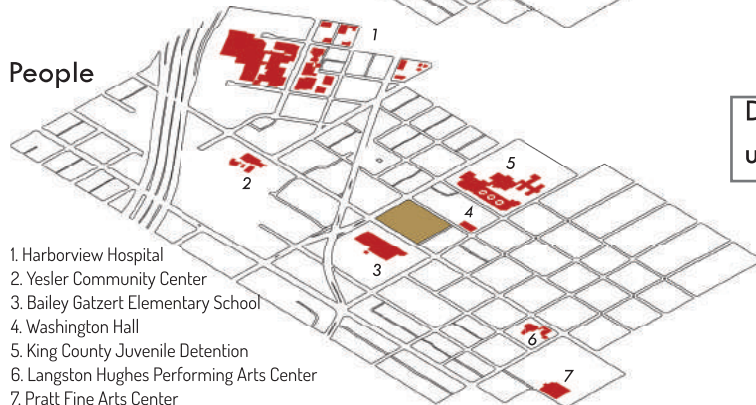 People
1
2
3
4
5
6
7
1. Harborview Hospital
2. Yesler Community Center
3. Bailey Gatzert Elementary School
4. Washington Hall
5. King County Juvenile Detention
6. Langston Hughes Performing Arts Center
7. Pratt Fine Arts Center
D
u